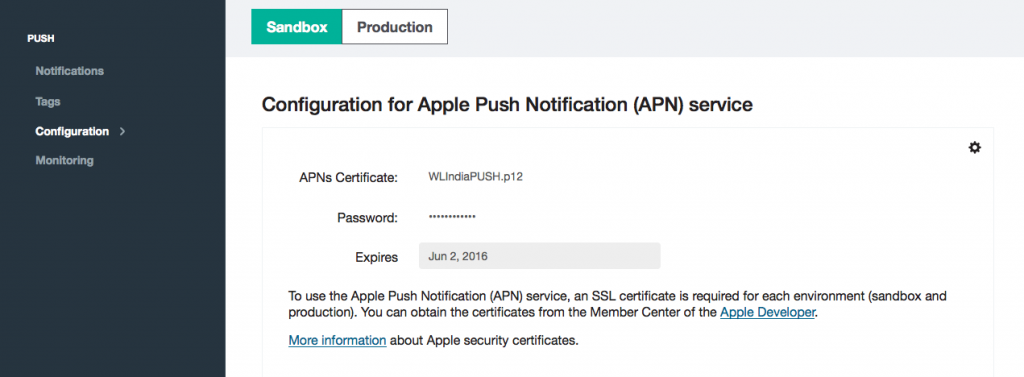 PUSH
Notifications
Tags
Configuration
Monitoring
Sandbox
Production
Configuration for Apple Push Notification (APN) service
APNs Certificate: WLIndiaPUSH.p12
Password: ••••••••••••
Expires Jun 2, 2016
To use the Apple Push Notification (APN) service, an SSL certificate is required for each environment (sandbox and
production). You can obtain the certificates from the Member Center of the Apple Developer.
More information about Apple security certificates.